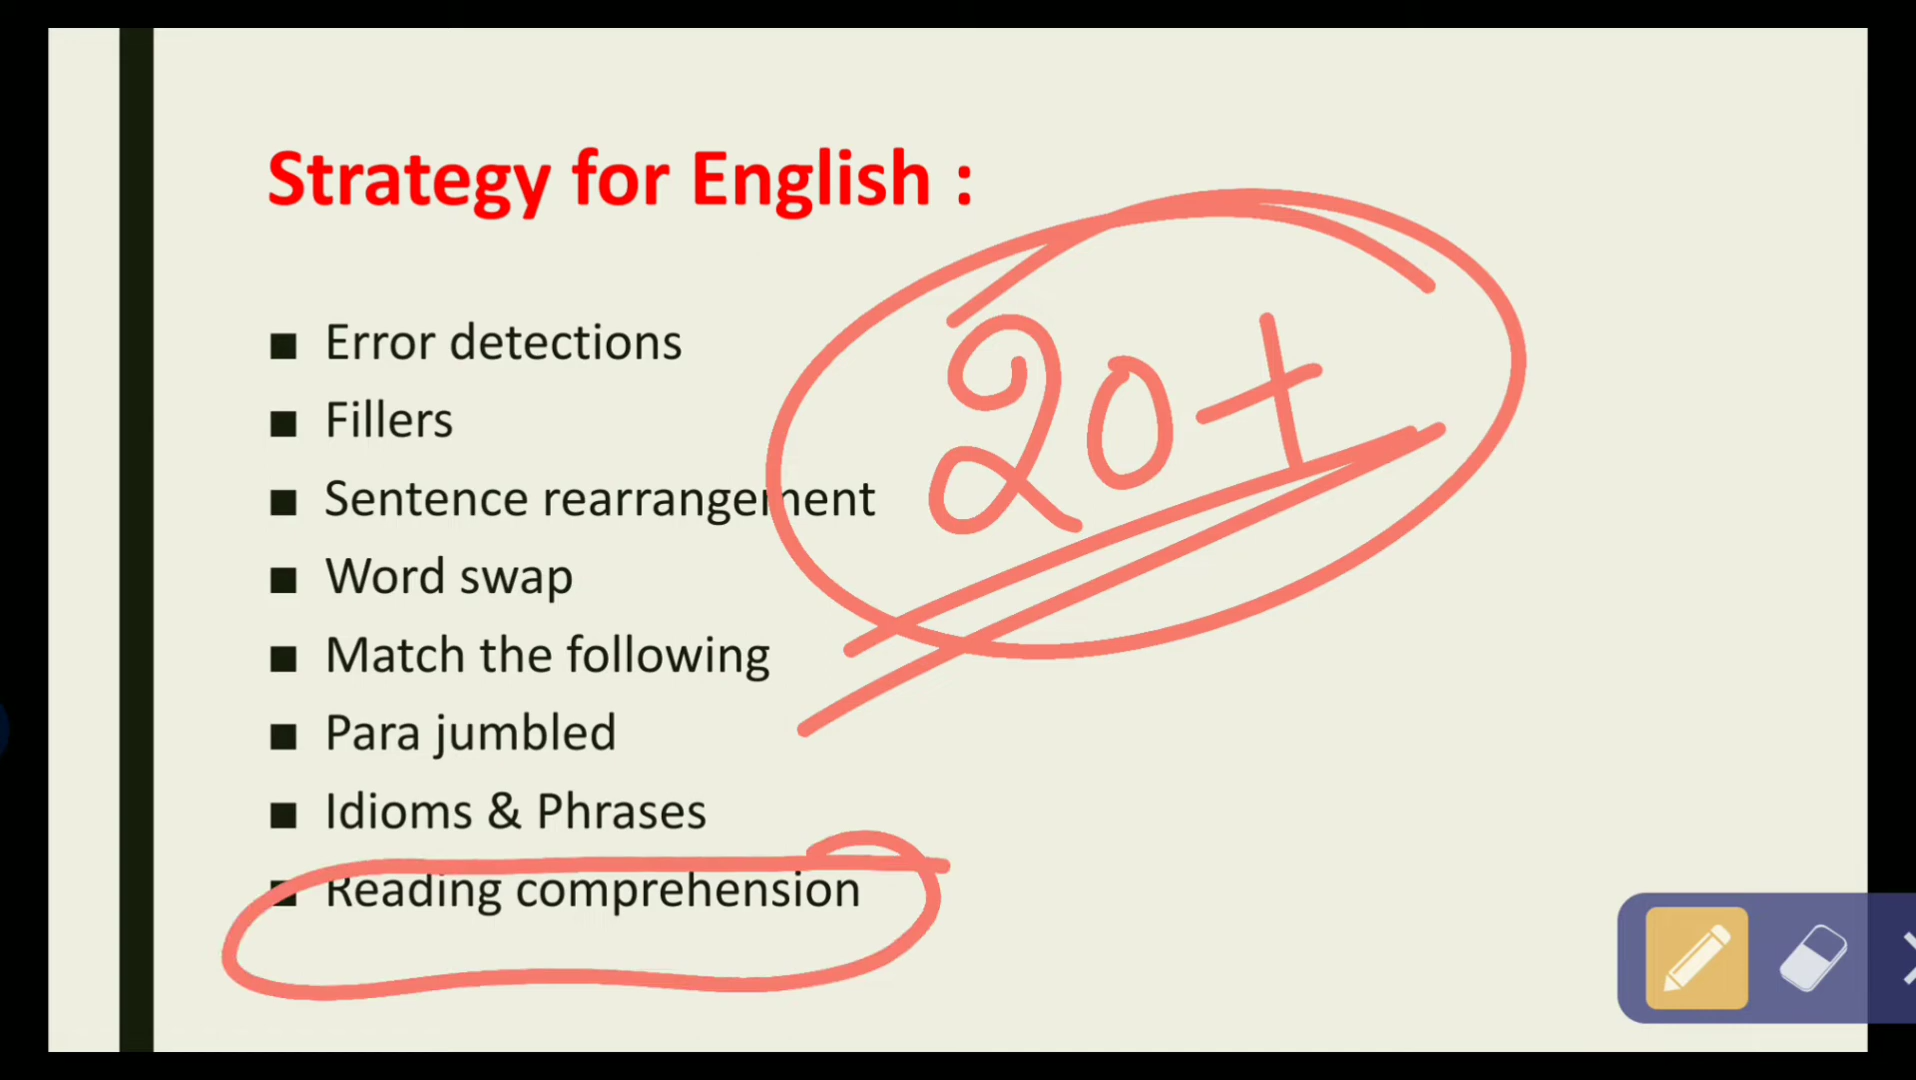 Strategy for English :
20+
Error detections
Fillers
Sentence rearrangement
Word swap
Match the following
Para jumbled
Idioms & Phrases
Reading comprehension